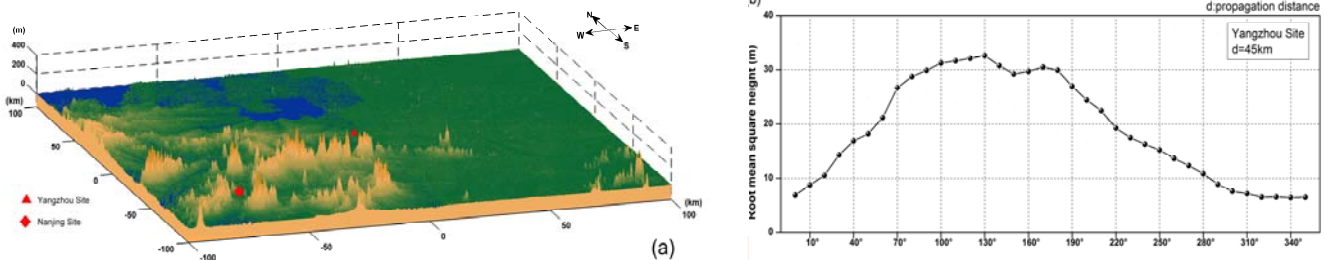 (m)
400
200
0
(km)
100
50
0
-50
-100
-100
-50
0
50
100
(km)
N
W E
S
Yangzhou Site
Nanjing Site
(a)
b)
d:propagation distance
Yangzhou Site
d=45km
Root mean square height (m)
40
30
20
10
0
10° 40° 70° 100° 130° 160° 190° 220° 250° 280° 310° 340°